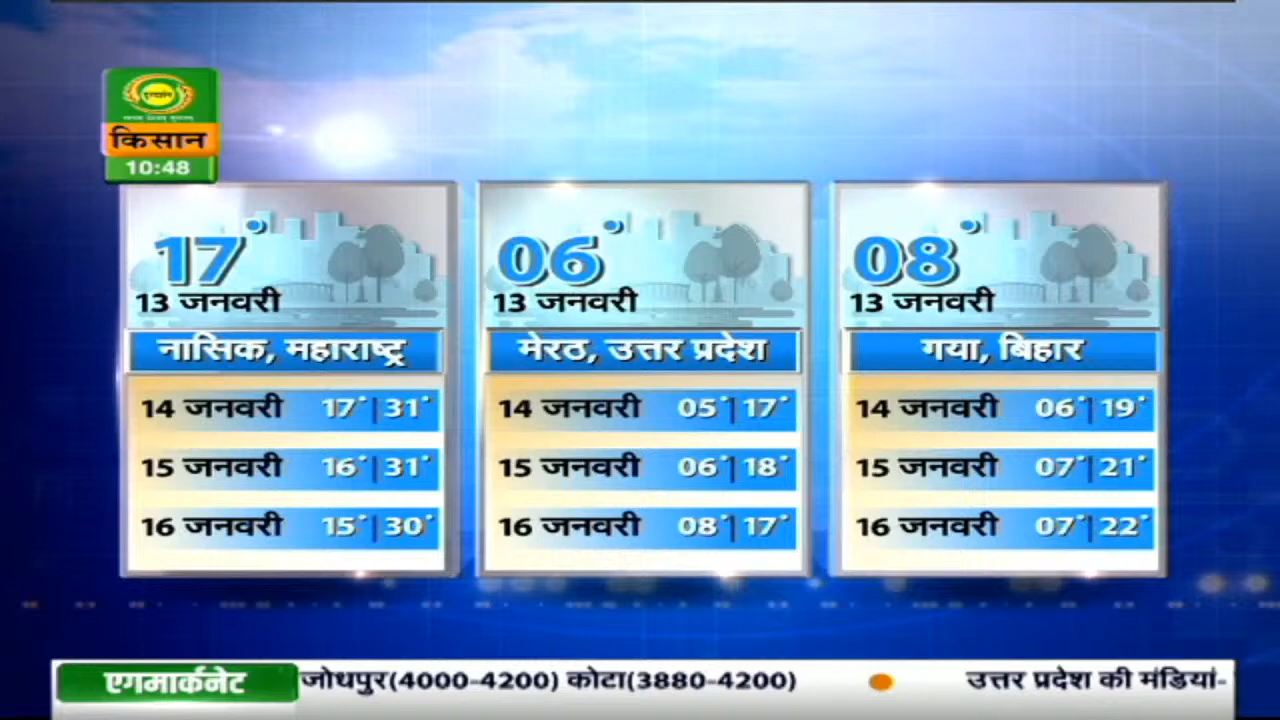 किसान
10:48
17°
13 जनवरी
नासिक, महाराष्ट्र
14 जनवरी 17°|31°
15 जनवरी 16°|31°
16 जनवरी 15°|30°
06°
13 जनवरी
मेरठ, उत्तर प्रदेश
14 जनवरी 05°|17°
15 जनवरी 06°|18°
16 जनवरी 08°|17°
08°
13 जनवरी
गया, बिहार
14 जनवरी 06°|19°
15 जनवरी 07°|21°
16 जनवरी 07°|22°
एगमार्कनेट जोधपुर(4000-4200) कोटा(3880-4200) उत्तर प्रदेश की मंडियां-